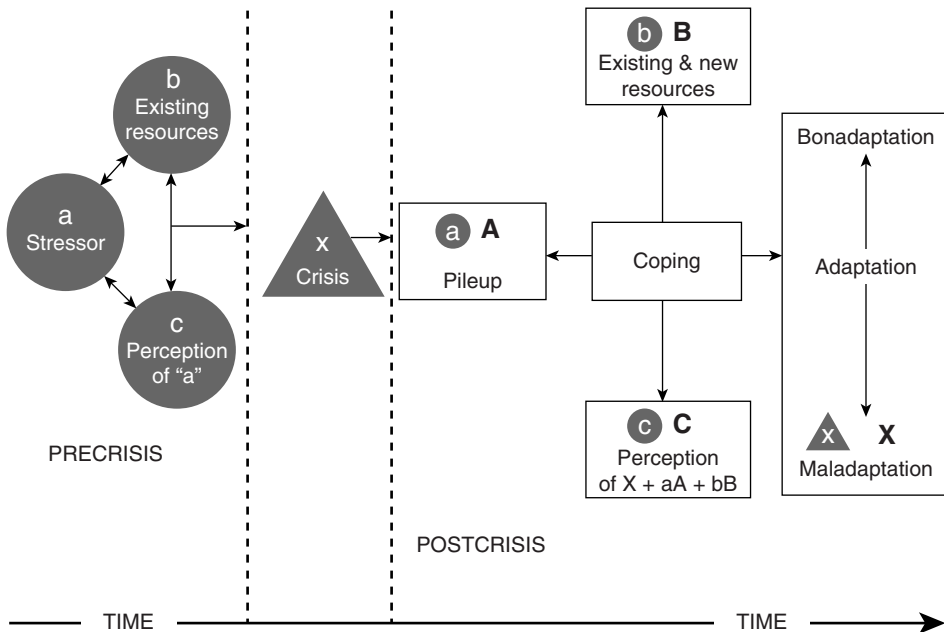 b
Existing
resources
a
Stressor
c
Perception
of “a”
PRECRISIS
x
Crisis
a A
Pileup
b B
Existing & new
resources
Coping
c C
Perception
of X + aA + bB
POSTCRISIS
Bonadaptation
Adaptation
x X
Maladaptation
TIME
TIME